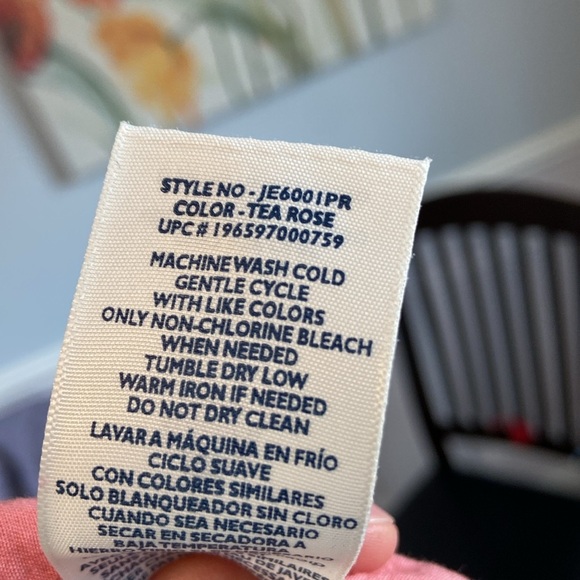 STYLE NO - JE6001PR
COLOR - TEA ROSE
UPC # 196597000759
MACHINE WASH COLD
GENTLE CYCLE
WITH LIKE COLORS
ONLY NON-CHLORINE BLEACH
WHEN NEEDED
TUMBLE DRY LOW
WARM IRON IF NEEDED
DO NOT DRY CLEAN
LAVAR A MÁQUINA EN FRÍO
CICLO SUAVE
CON COLORES SIMILARES
SOLO BLANQUEADOR SIN CLORO
CUANDO SEA NECESARIO
SECAR EN SECADORA A
BAJA TEMPERATURA